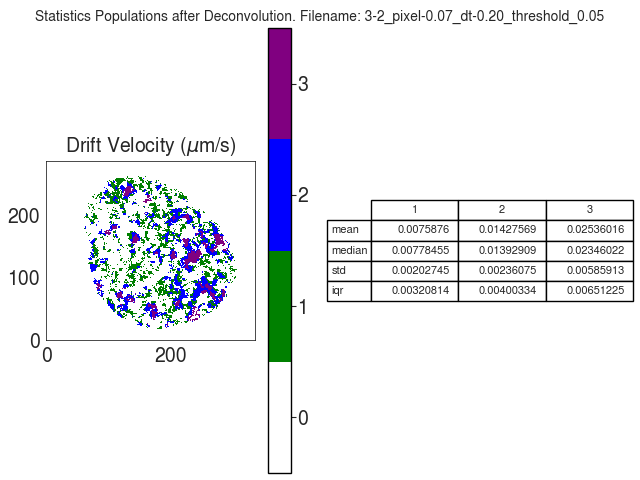 Statistics Populations after Deconvolution. Filename: 3-2_pixel-0.07_dt-0.20_threshold_0.05
Drift Velocity (μm/s)
200
100
0
0 200
3
2
1
0
1 2 3
mean 0.0075876 0.01427569 0.02536016
median 0.00778455 0.01392909 0.02346022
std 0.00202745 0.00236075 0.00585913
iqr 0.00320814 0.00400334 0.00651225